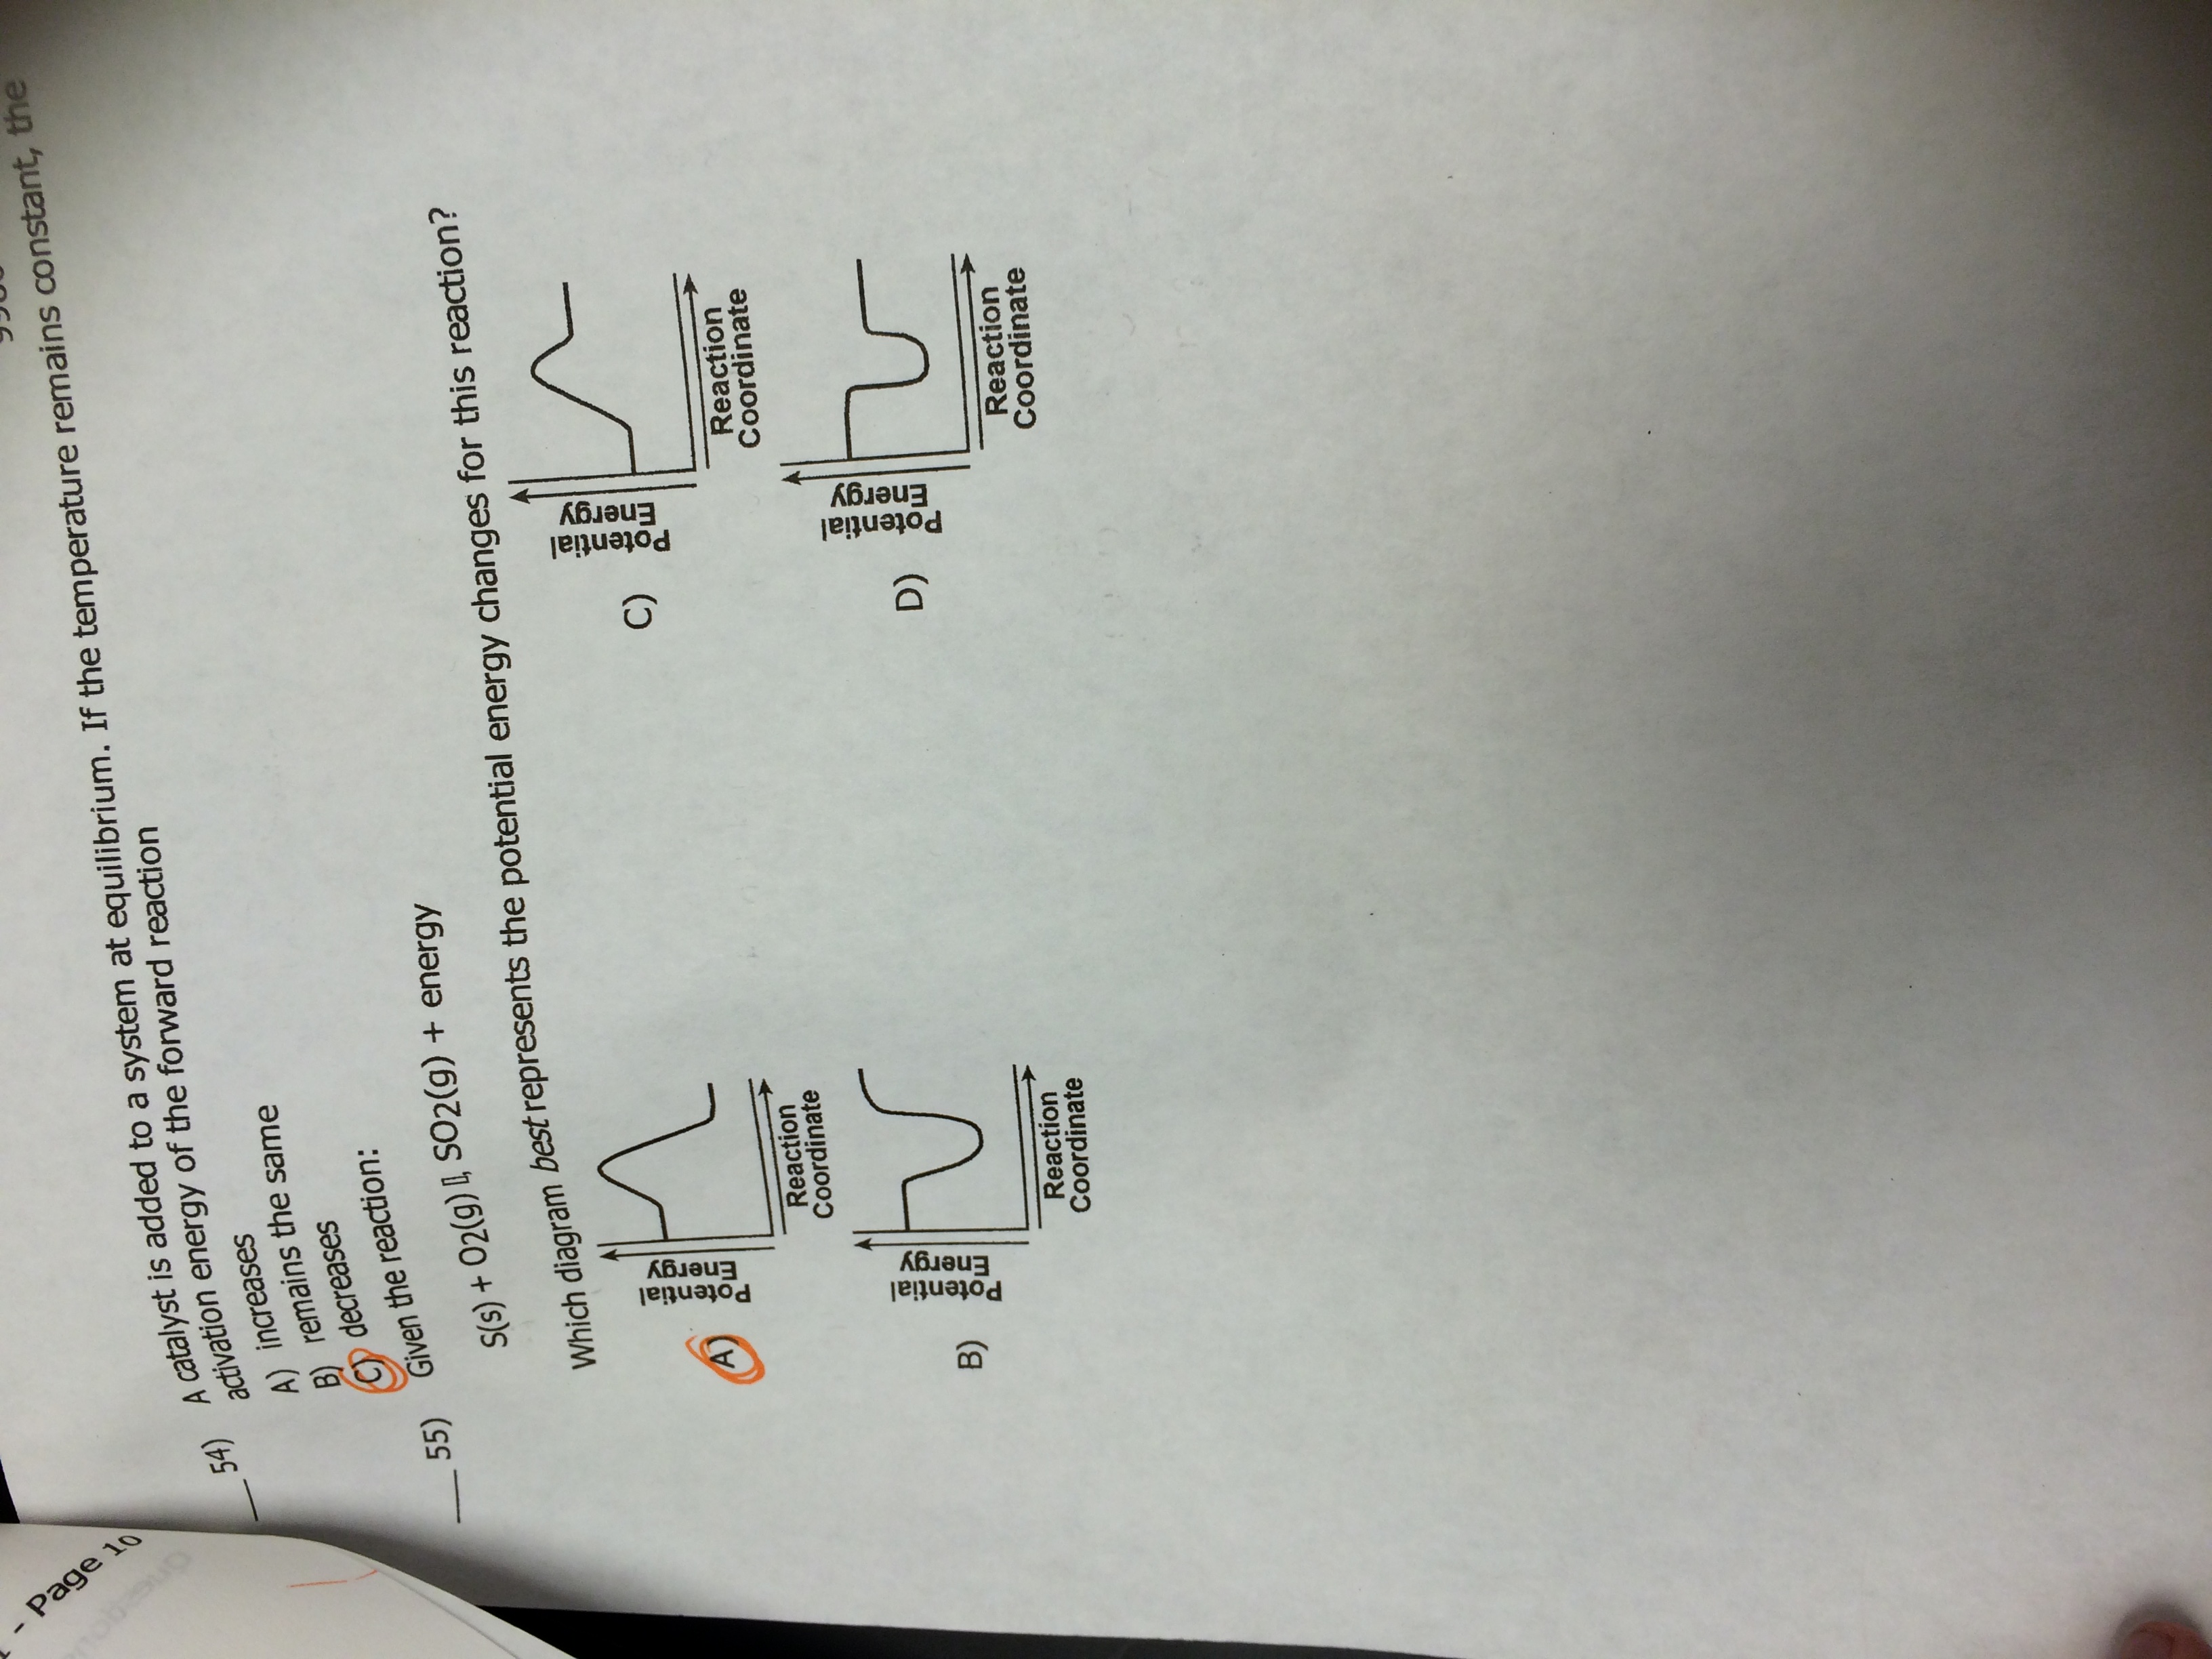 - Page 10
54) A catalyst is added to a system at equilibrium. If the temperature remains constant, the
activation energy of the forward reaction
A) increases
B) remains the same
C) decreases
55) Given the reaction:
S(s) + O2(g) SO2(g) + energy
Which diagram best represents the potential energy changes for this reaction?
A)
Potential
Energy
Reaction
Coordinate
B)
Potential
Energy
Reaction
Coordinate
C)
Potential
Energy
Reaction
Coordinate
D)
Potential
Energy
Reaction
Coordinate